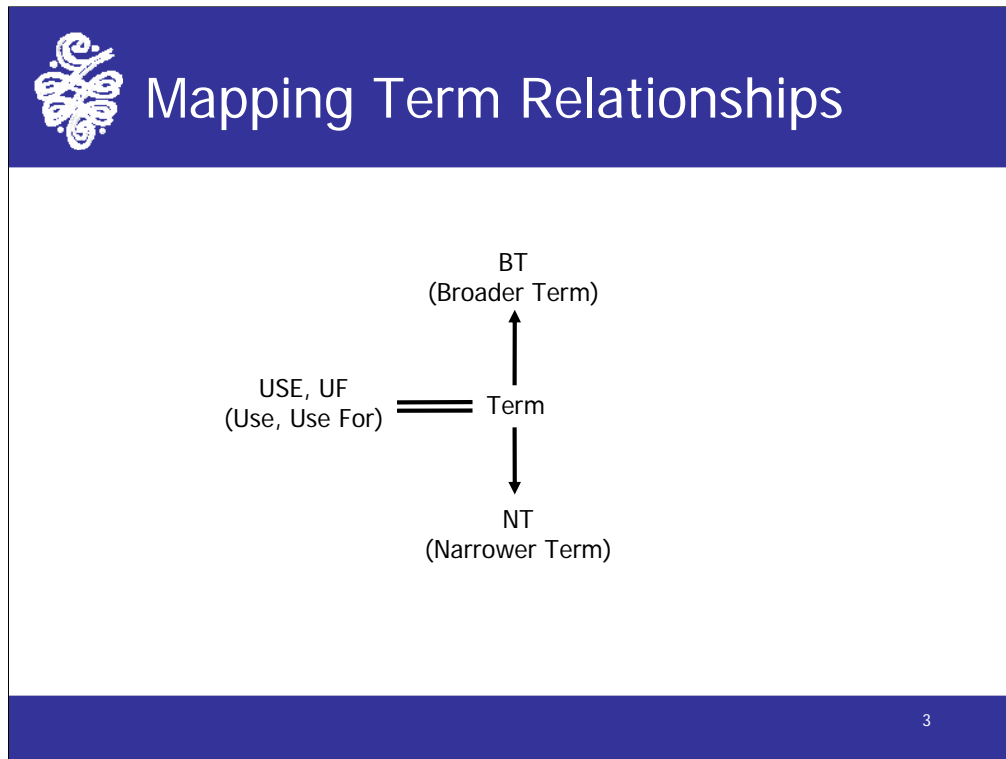 Mapping Term Relationships
BT
(Broader Term)
USE, UF
(Use, Use For)
Term
NT
(Narrower Term)
3